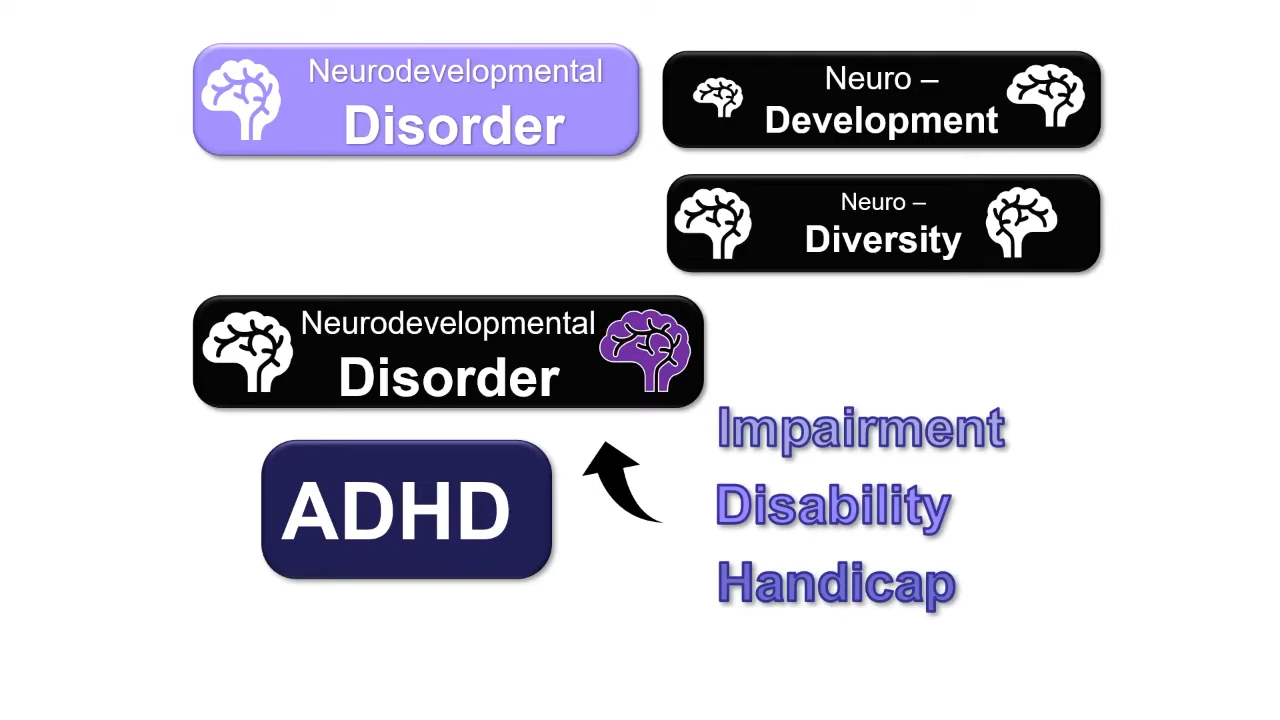 Neurodevelopmental
Disorder
Neuro –
Development
Neuro –
Diversity
Neurodevelopmental
Disorder
ADHD
Impairment
Disability
Handicap